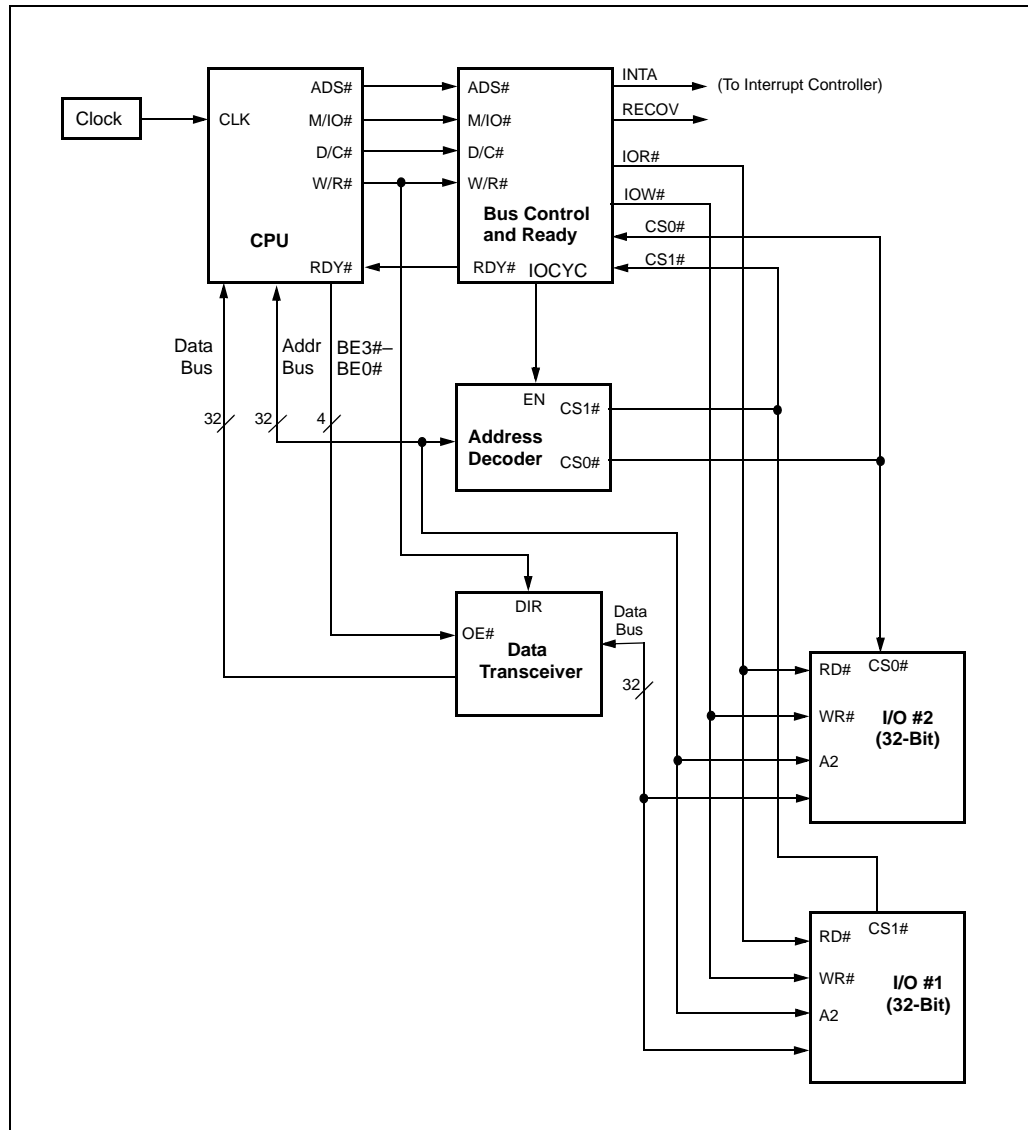 Clock
CLK
ADS#
M/IO#
D/C#
W/R#
CPU
RDY#
ADS#
M/IO#
D/C#
W/R#
Bus Control
and Ready
RDY#
IOCYC
INTA
(To Interrupt Controller)
RECOV
IOR#
IOW#
CS0#
CS1#
Data
Bus
Addr
Bus
BE3#–
BE0#
32
32
4
EN
CS1#
Address
Decoder
CS0#
DIR
OE#
Data
Transceiver
Data
Bus
32
CS0#
RD#
WR#
I/O #2
(32-Bit)
A2
CS1#
RD#
WR#
I/O #1
(32-Bit)
A2